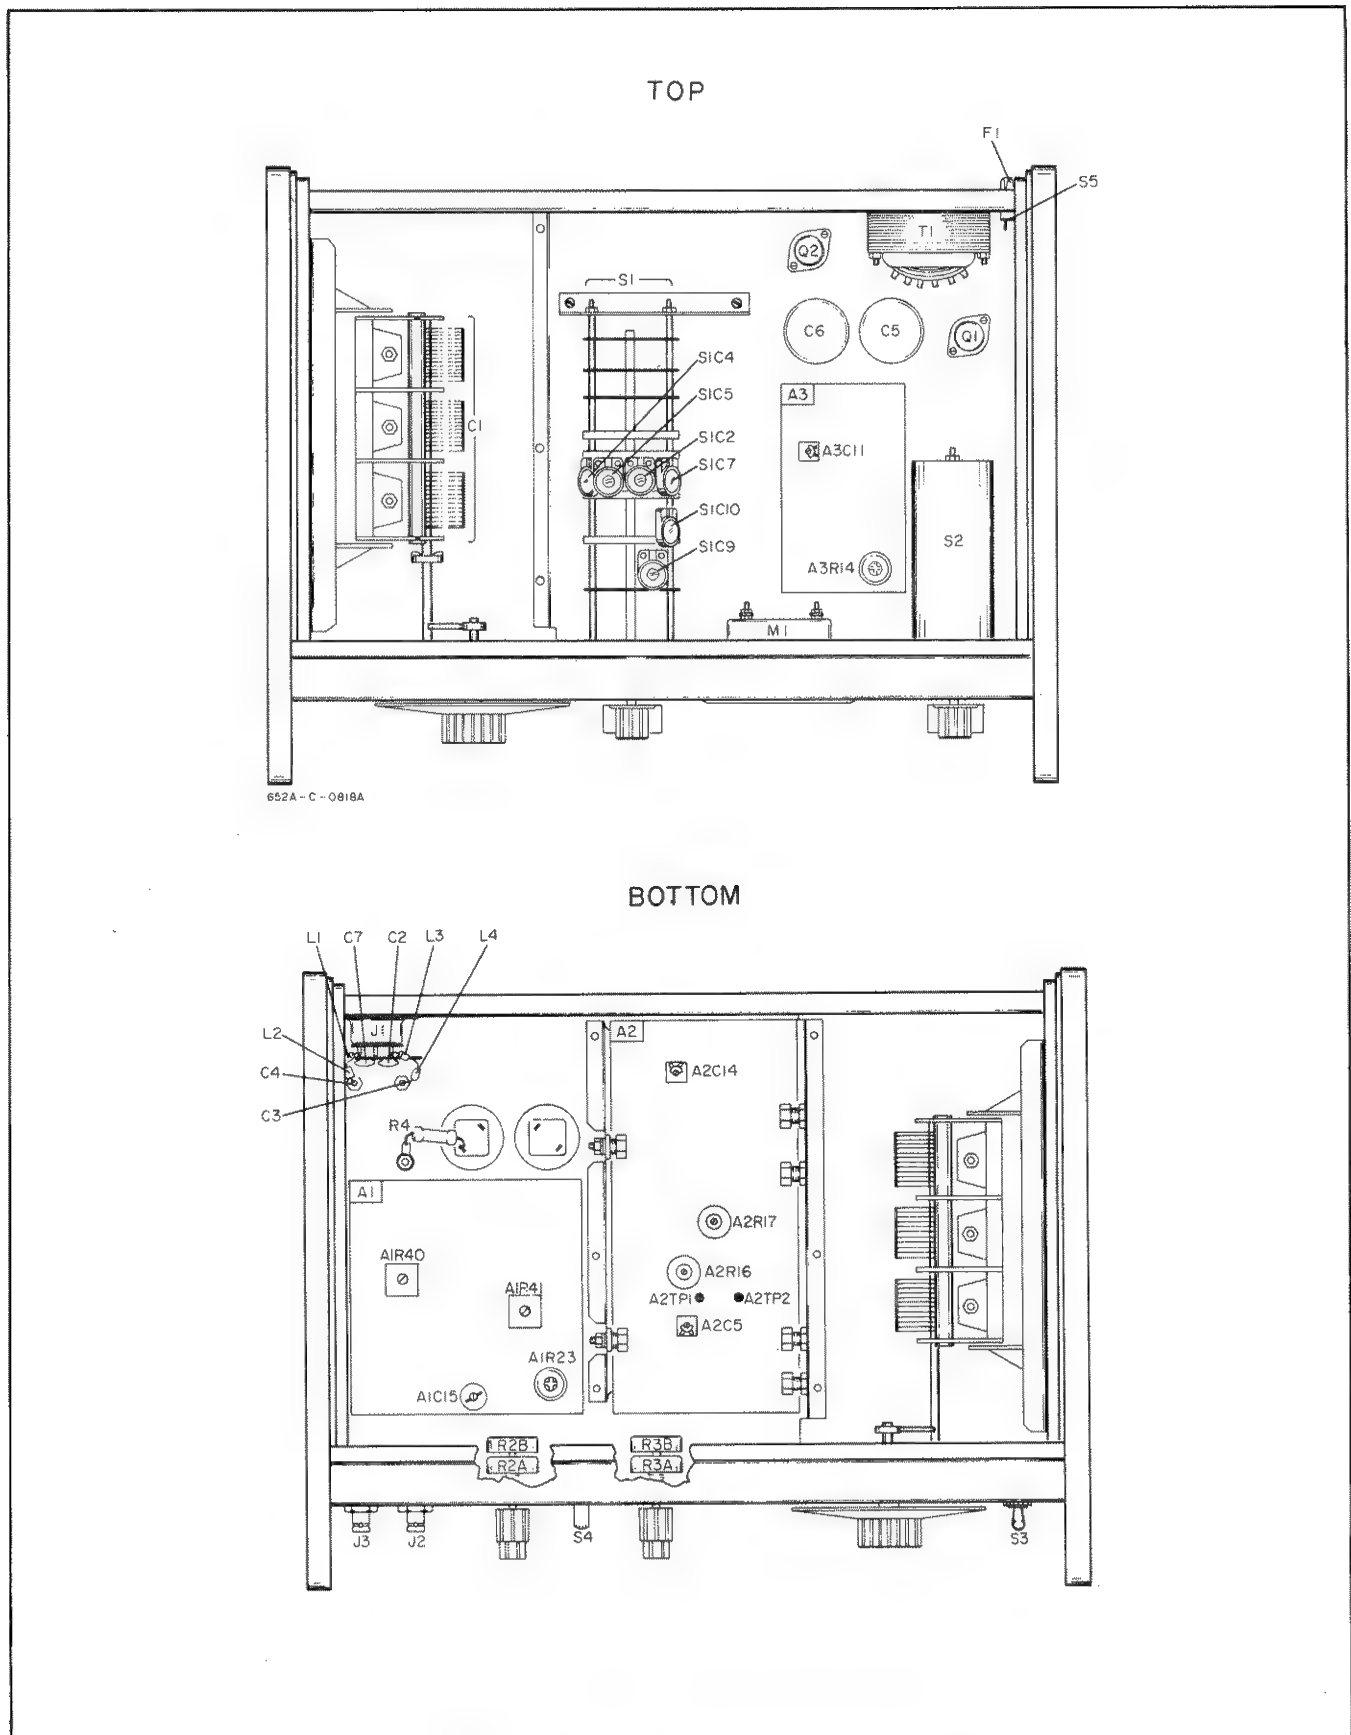 TOP
F1
S5
T1
Q2
S1
C6
C5
Q1
S1C4
A3
S1C5
C1
S1C2
A3C11
S1C7
S1C10
S2
S1C9
A3R14
M1
652A-C-0818A
BOTTOM
L1
C7
C2
L3
L4
J1
A2
L2
C4
A2C14
C3
R4
A1
A2R17
A1R40
A2R16
A1R41
A2TP1
A2TP2
A2C5
A1R23
A1C15
R2B
R3B
R2A
R3A
J3
J2
S4
S3